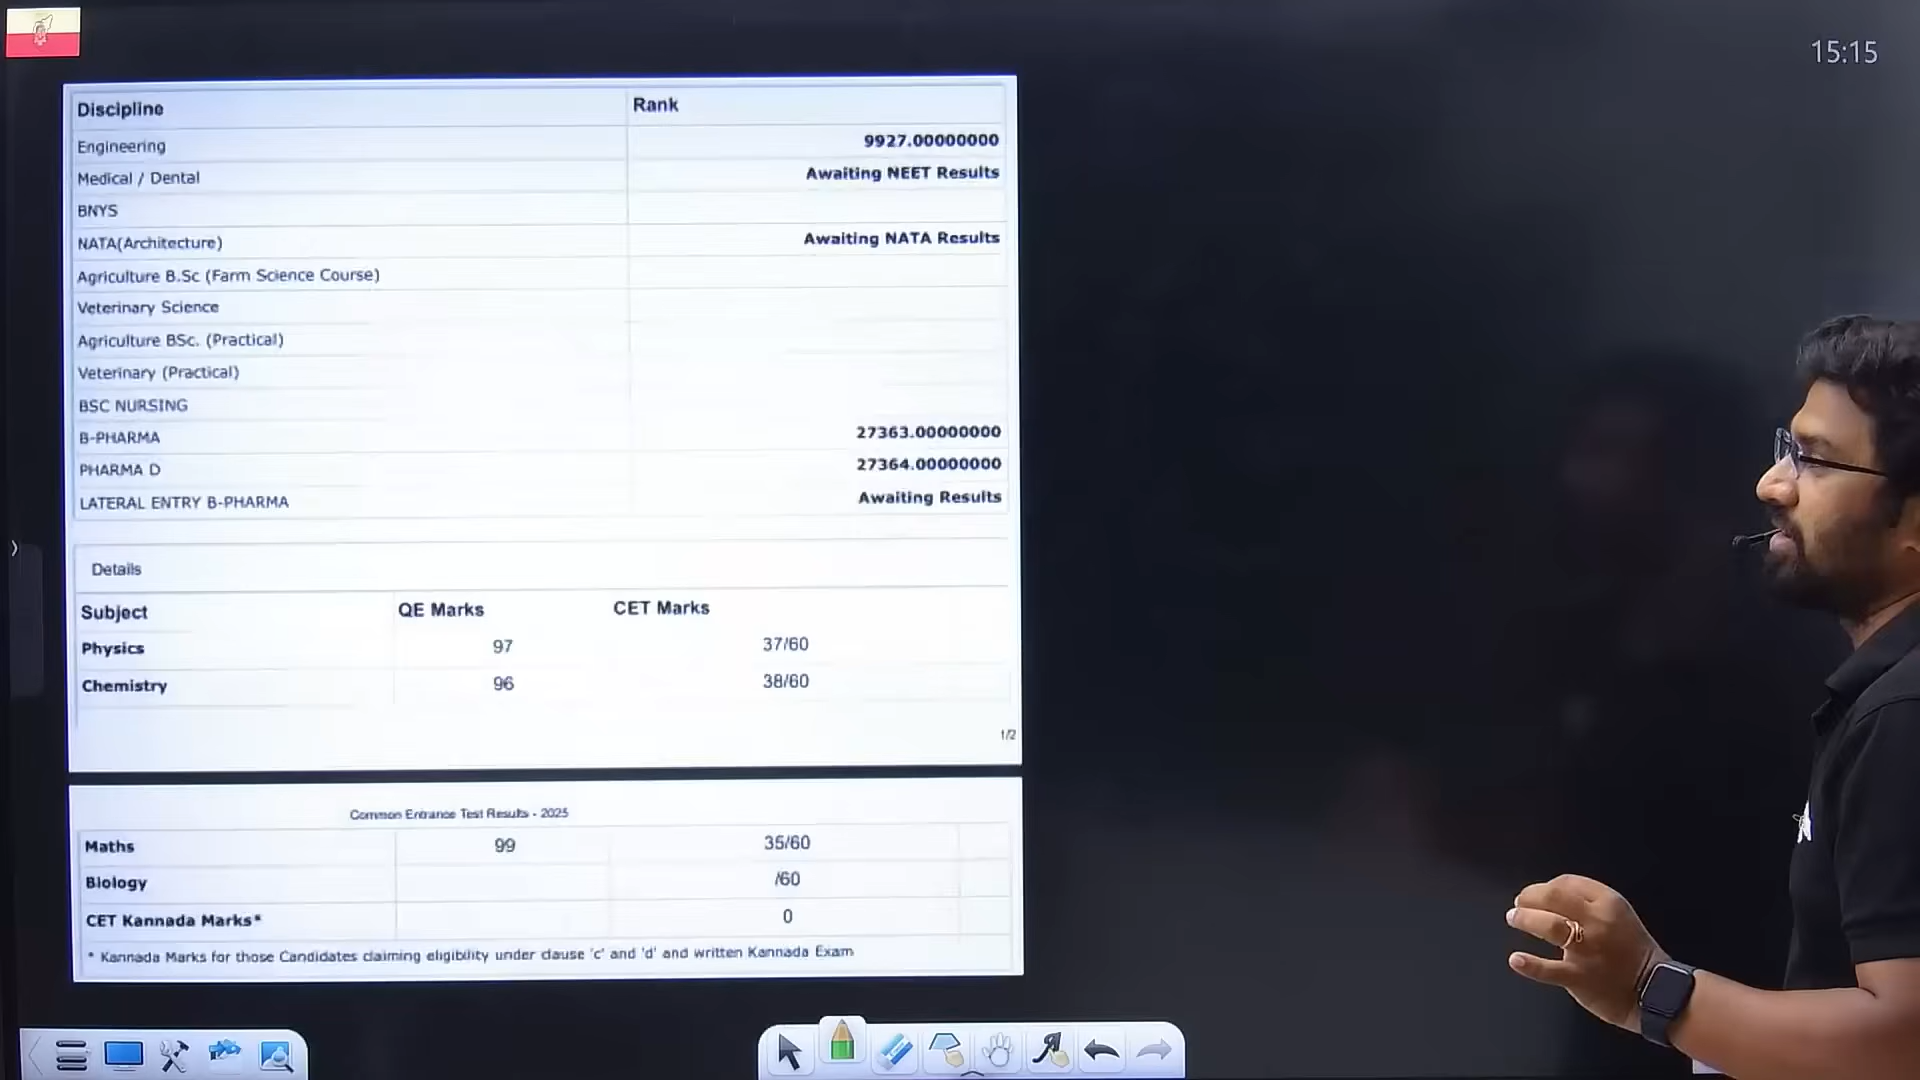 15:15
Discipline Rank
Engineering 9927.00000000
Medical / Dental Awaiting NEET Results
BNYS
NATA(Architecture) Awaiting NATA Results
Agriculture B.Sc (Farm Science Course)
Veterinary Science
Agriculture BSc. (Practical)
Veterinary (Practical)
BSC NURSING
B-PHARMA 27363.00000000
PHARMA D 27364.00000000
LATERAL ENTRY B-PHARMA Awaiting Results
Details
Subject QE Marks CET Marks
Physics 97 37/60
Chemistry 96 38/60
1/2
Common Entrance Test Results - 2025
Maths 99 35/60
Biology /60
CET Kannada Marks* 0
* Kannada Marks for those Candidates claiming eligibility under clause 'c' and 'd' and written Kannada Exam